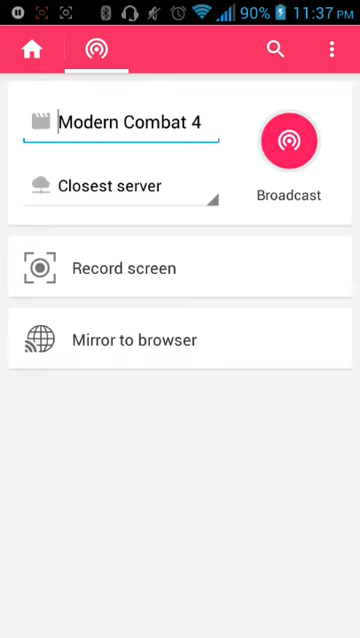 90% 11:37 PM
Modern Combat 4
Closest server
Broadcast
Record screen
Mirror to browser